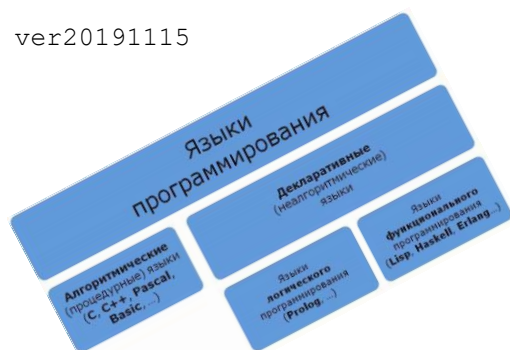 ver20191115
Языки
программирования
Декларативные
(неалгоритмические)
языки
Алгоритмические
(процедурные) языки
(C, C++, Pascal,
Basic, ...)
Языки
логического
программирования
(Prolog, ...)
Языки
функционального
программирования
(Lisp, Haskell, Erlang...)